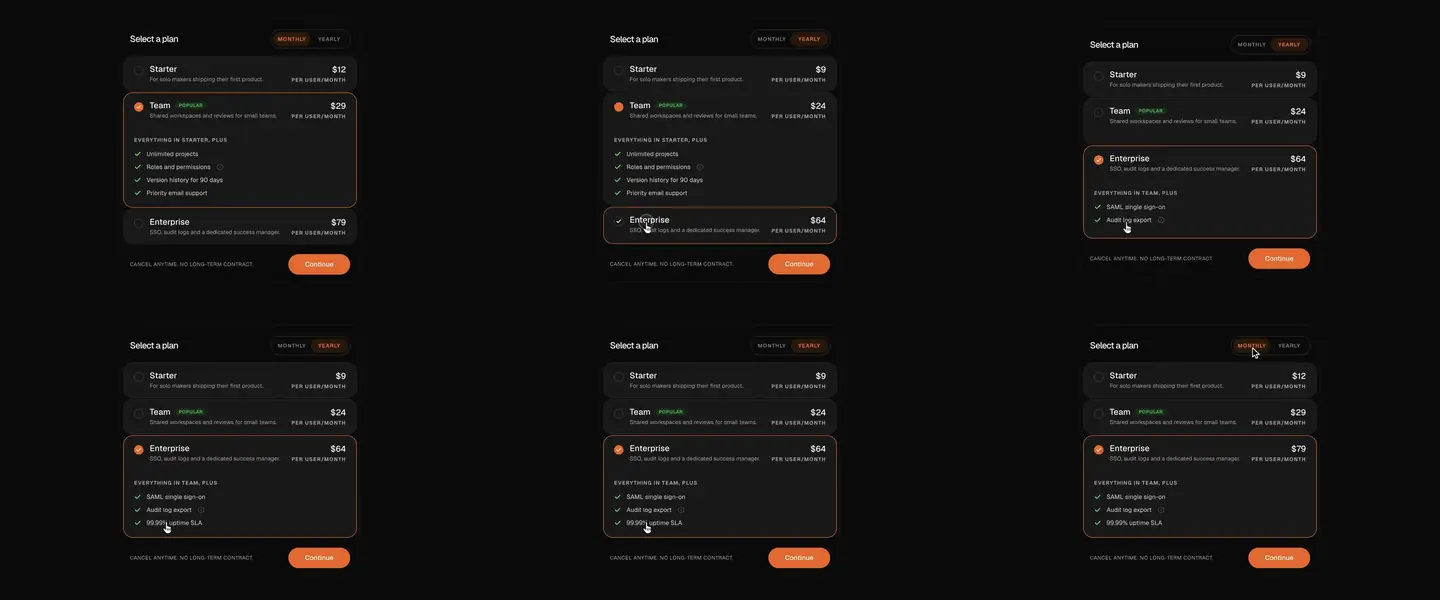 Select a plan
MONTHLY YEARLY
Starter $12
For solo makers shipping their first product. PER USER/MONTH
Team POPULAR $29
Shared workspaces and reviews for small teams. PER USER/MONTH
EVERYTHING IN STARTER, PLUS
Unlimited projects
Roles and permissions
Version history for 90 days
Priority email support
Enterprise $79
SSO, audit logs and a dedicated success manager. PER USER/MONTH
CANCEL ANYTIME. NO LONG-TERM CONTRACT. Continue
Select a plan
MONTHLY YEARLY
Starter $9
For solo makers shipping their first product. PER USER/MONTH
Team POPULAR $24
Shared workspaces and reviews for small teams. PER USER/MONTH
EVERYTHING IN STARTER, PLUS
Unlimited projects
Roles and permissions
Version history for 90 days
Priority email support
Enterprise $64
SSO, audit logs and a dedicated success manager. PER USER/MONTH
CANCEL ANYTIME. NO LONG-TERM CONTRACT. Continue
Select a plan
MONTHLY YEARLY
Starter $9
For solo makers shipping their first product. PER USER/MONTH
Team POPULAR $24
Shared workspaces and reviews for small teams. PER USER/MONTH
Enterprise $64
SSO, audit logs and a dedicated success manager. PER USER/MONTH
EVERYTHING IN TEAM, PLUS
SAML single sign-on
Audit log export
CANCEL ANYTIME. NO LONG-TERM CONTRACT. Continue
Select a plan
MONTHLY YEARLY
Starter $9
For solo makers shipping their first product. PER USER/MONTH
Team POPULAR $24
Shared workspaces and reviews for small teams. PER USER/MONTH
Enterprise $64
SSO, audit logs and a dedicated success manager. PER USER/MONTH
EVERYTHING IN TEAM, PLUS
SAML single sign-on
Audit log export
99.99% uptime SLA
CANCEL ANYTIME. NO LONG-TERM CONTRACT. Continue
Select a plan
MONTHLY YEARLY
Starter $9
For solo makers shipping their first product. PER USER/MONTH
Team POPULAR $24
Shared workspaces and reviews for small teams. PER USER/MONTH
Enterprise $64
SSO, audit logs and a dedicated success manager. PER USER/MONTH
EVERYTHING IN TEAM, PLUS
SAML single sign-on
Audit log export
99.99% uptime SLA
CANCEL ANYTIME. NO LONG-TERM CONTRACT. Continue
Select a plan
MONTHLY YEARLY
Starter $12
For solo makers shipping their first product. PER USER/MONTH
Team POPULAR $29
Shared workspaces and reviews for small teams. PER USER/MONTH
Enterprise $79
SSO, audit logs and a dedicated success manager. PER USER/MONTH
EVERYTHING IN TEAM, PLUS
SAML single sign-on
Audit log export
99.99% uptime SLA
CANCEL ANYTIME. NO LONG-TERM CONTRACT. Continue